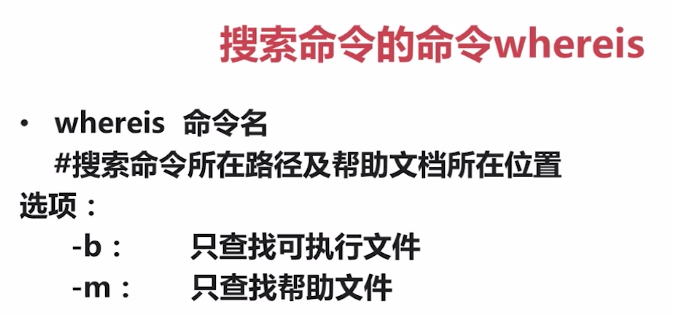 搜索命令的命令whereis
• whereis 命令名
#搜索命令所在路径及帮助文档所在位置
选项：
-b： 只查找可执行文件
-m： 只查找帮助文件